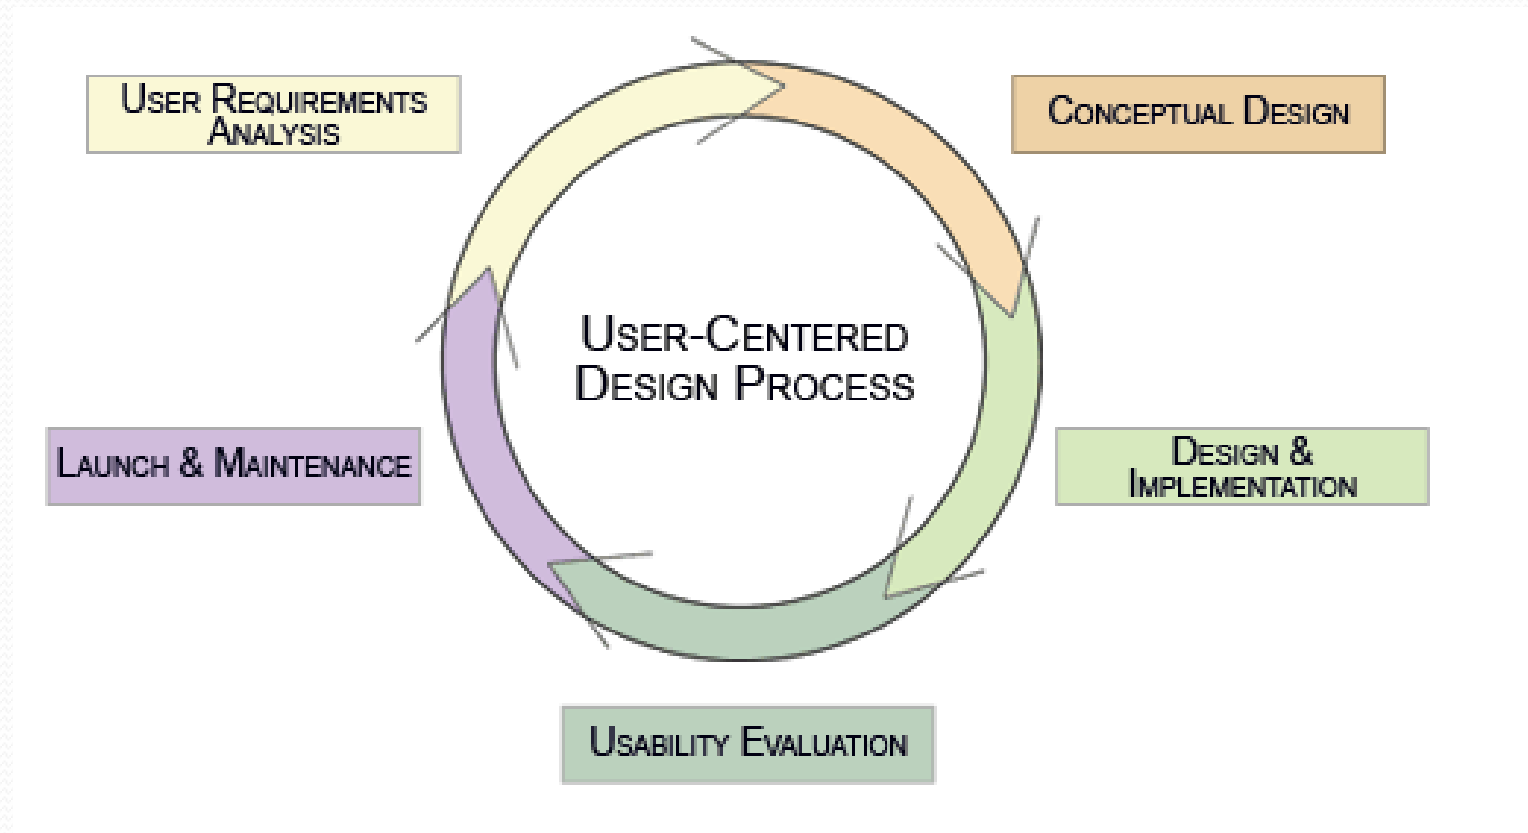 User Requirements
Analysis
Conceptual Design
User-Centered
Design Process
Launch & Maintenance
Design &
Implementation
Usability Evaluation